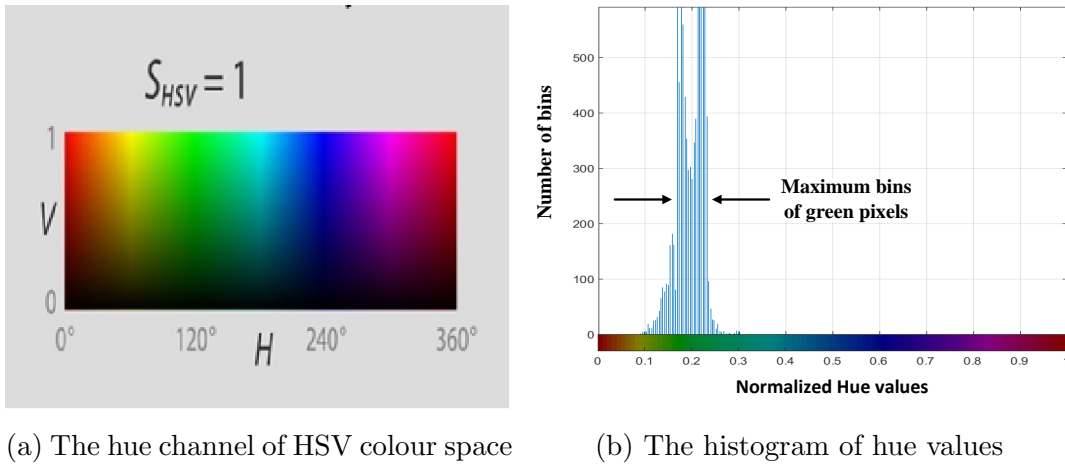 S_HSV = 1
1
V
0
0° 120° 240° 360°
H
Number of bins
500
400
300
200
100
0
Maximum bins
of green pixels
0 0.1 0.2 0.3 0.4 0.5 0.6 0.7 0.8 0.9
Normalized Hue values
(a) The hue channel of HSV colour space
(b) The histogram of hue values